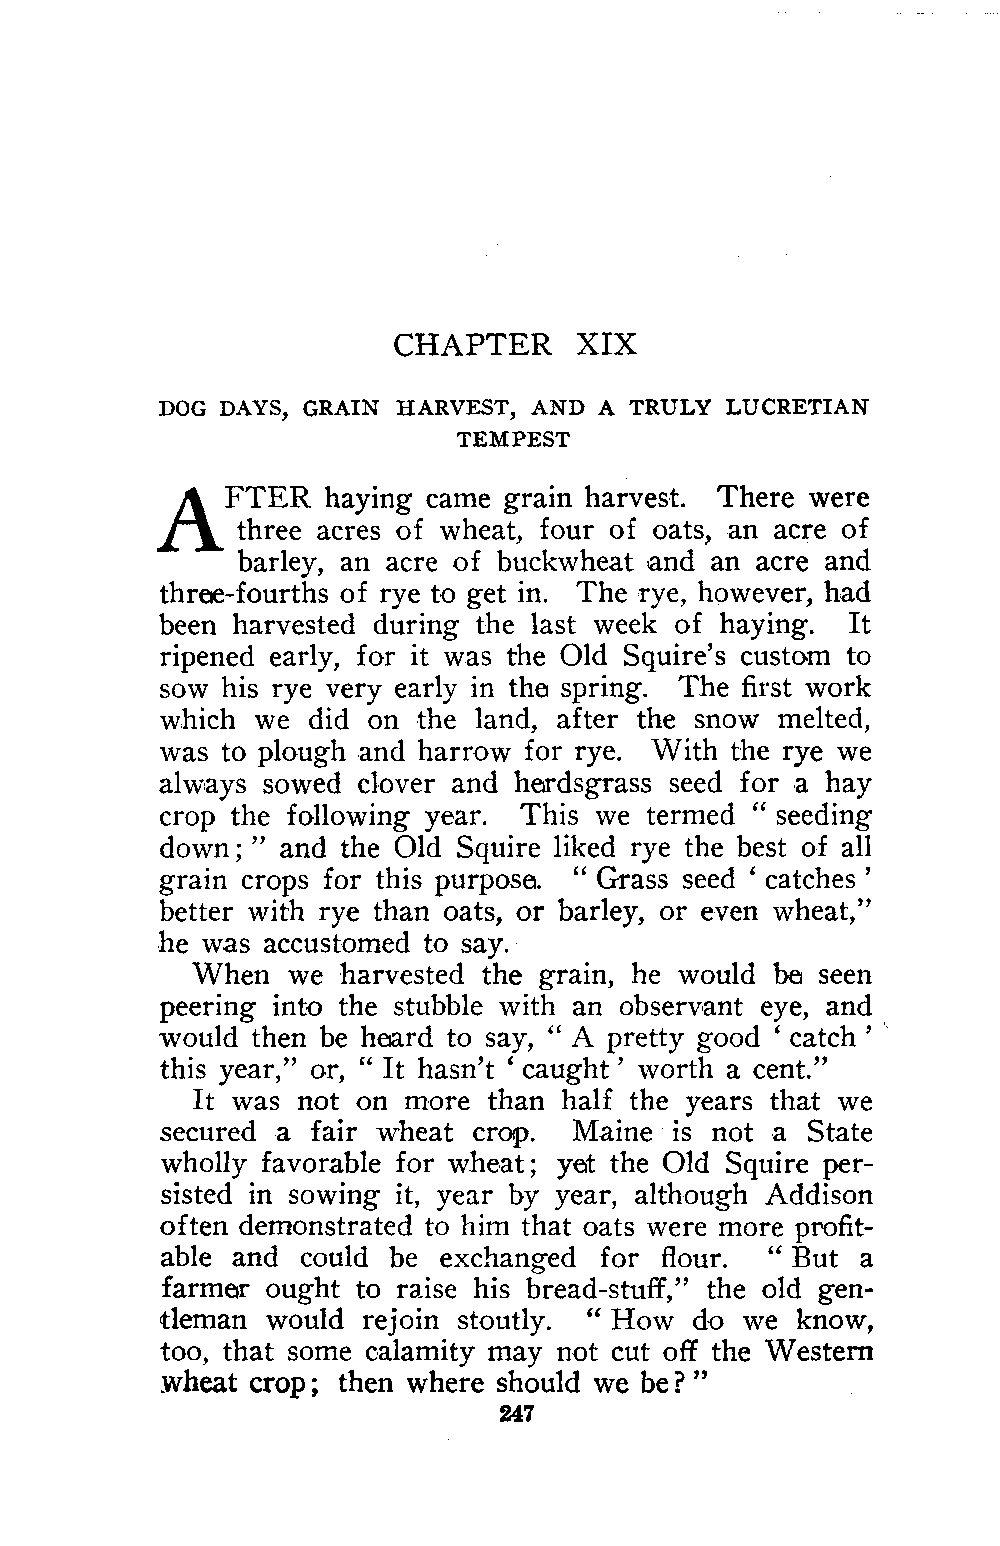 CHAPTER XIX
DOG DAYS, GRAIN HARVEST, AND A TRULY LUCRETIAN
TEMPEST
AFTER haying came grain harvest. There were
three acres of wheat, four of oats, an acre of
barley, an acre of buckwheat and an acre and
three-fourths of rye to get in. The rye, however, had
been harvested during the last week of haying. It
ripened early, for it was the Old Squire's custom to
sow his rye very early in the spring. The first work
which we did on the land, after the snow melted,
was to plough and harrow for rye. With the rye we
always sowed clover and herdsgrass seed for a hay
crop the following year. This we termed " seeding
down; " and the Old Squire liked rye the best of all
grain crops for this purpose. " Grass seed ' catches '
better with rye than oats, or barley, or even wheat,"
he was accustomed to say.
When we harvested the grain, he would be seen
peering into the stubble with an observant eye, and
would then be heard to say, " A pretty good ' catch '
this year," or, " It hasn't ' caught ' worth a cent."
It was not on more than half the years that we
secured a fair wheat crop. Maine is not a State
wholly favorable for wheat; yet the Old Squire per-
sisted in sowing it, year by year, although Addison
often demonstrated to him that oats were more profit-
able and could be exchanged for flour. " But a
farmer ought to raise his bread-stuff," the old gen-
tleman would rejoin stoutly. " How do we know,
too, that some calamity may not cut off the Western
wheat crop; then where should we be? "
247